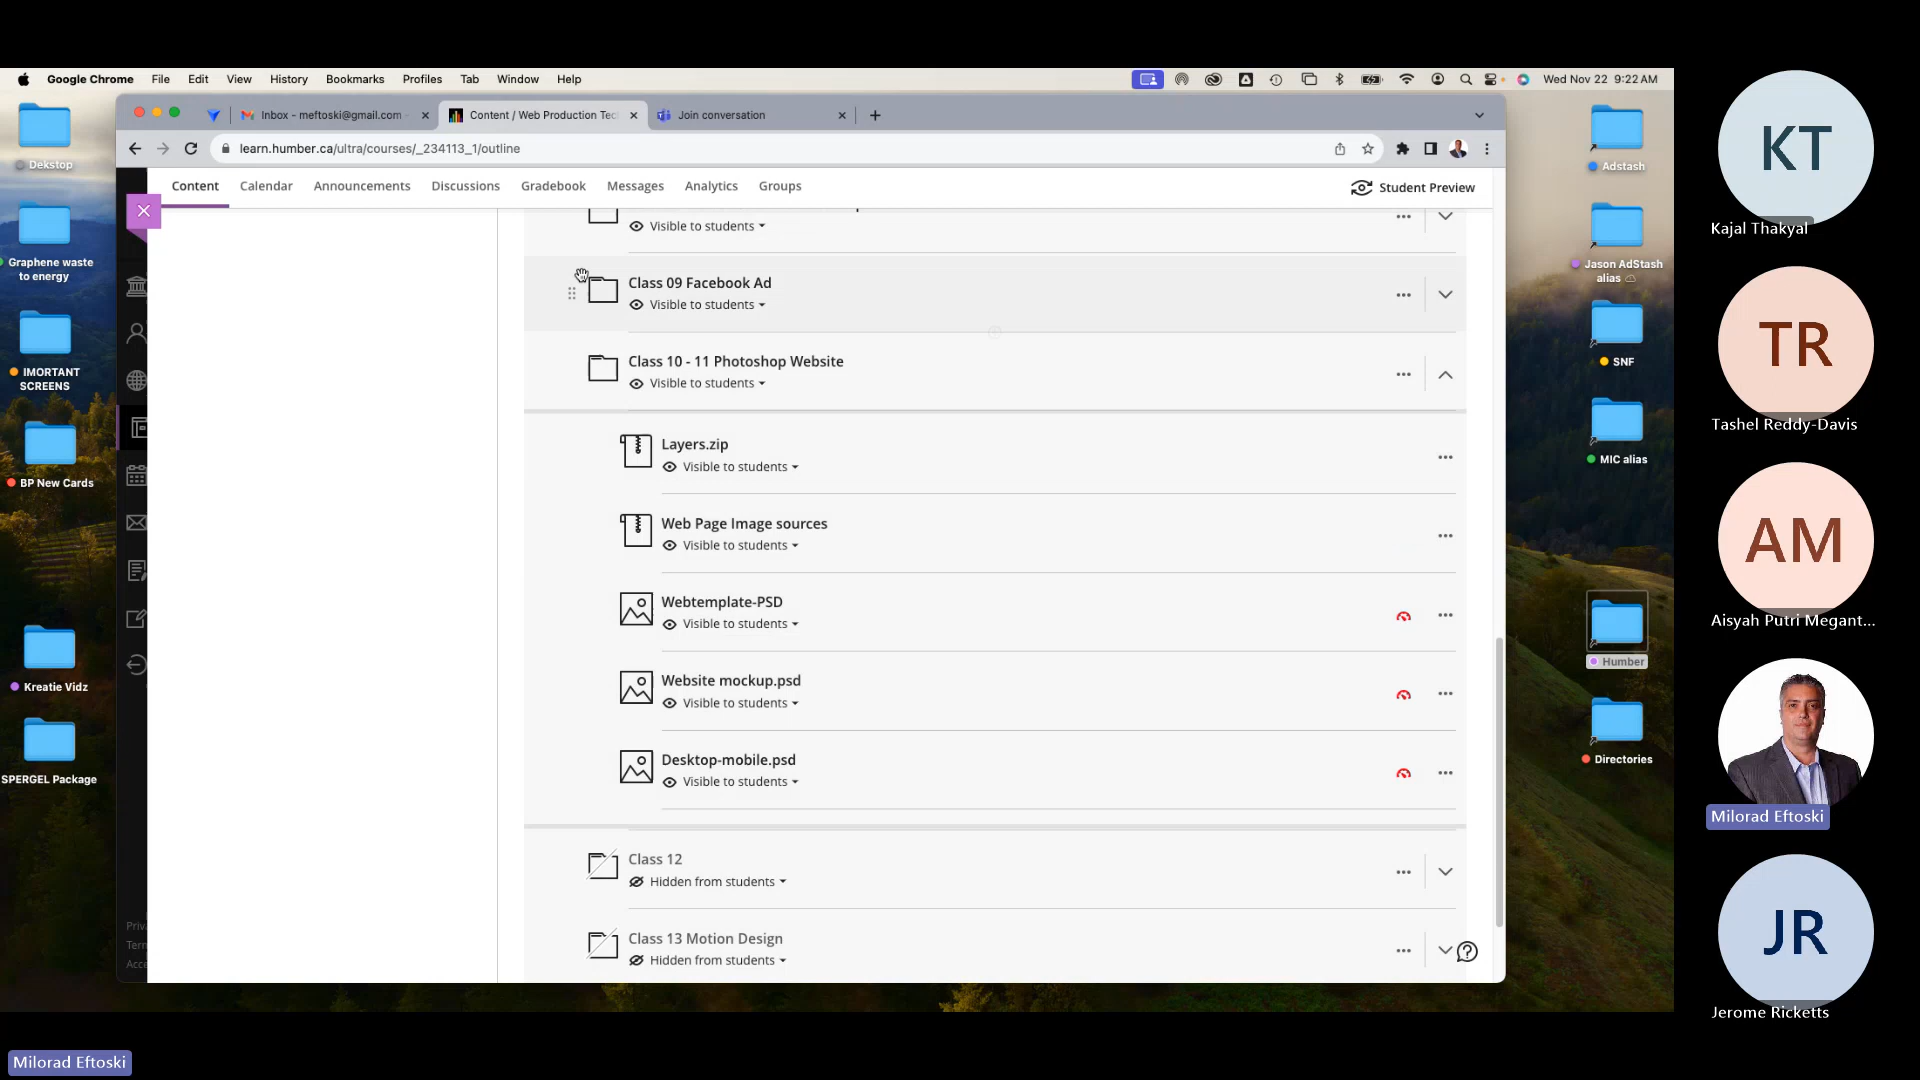 Google Chrome File Edit View History Bookmarks Profiles Tab Window Help
Wed Nov 22 9:22 AM
Inbox - meftoski@gmail.com -
Content / Web Production Tec
Join conversation
learn.humber.ca/ultra/courses/_234113_1/outline
Content Calendar Announcements Discussions Gradebook Messages Analytics Groups
Student Preview
Visible to students
Class 09 Facebook Ad
Visible to students
Class 10 - 11 Photoshop Website
Visible to students
Layers.zip
Visible to students
Web Page Image sources
Visible to students
Webtemplate-PSD
Visible to students
Website mockup.psd
Visible to students
Desktop-mobile.psd
Visible to students
Class 12
Hidden from students
Class 13 Motion Design
Hidden from students
Priv
Term
Acce
Dekstop
Graphene waste
to energy
IMORTANT
SCREENS
BP New Cards
Kreatie Vidz
SPERGEL Package
Adstash
Jason AdStash
alias
SNF
MIC alias
Humber
Directories
KT
Kajal Thakyal
TR
Tashel Reddy-Davis
AM
Aisyah Putri Megant...
Milorad Eftoski
JR
Jerome Ricketts
Milorad Eftoski